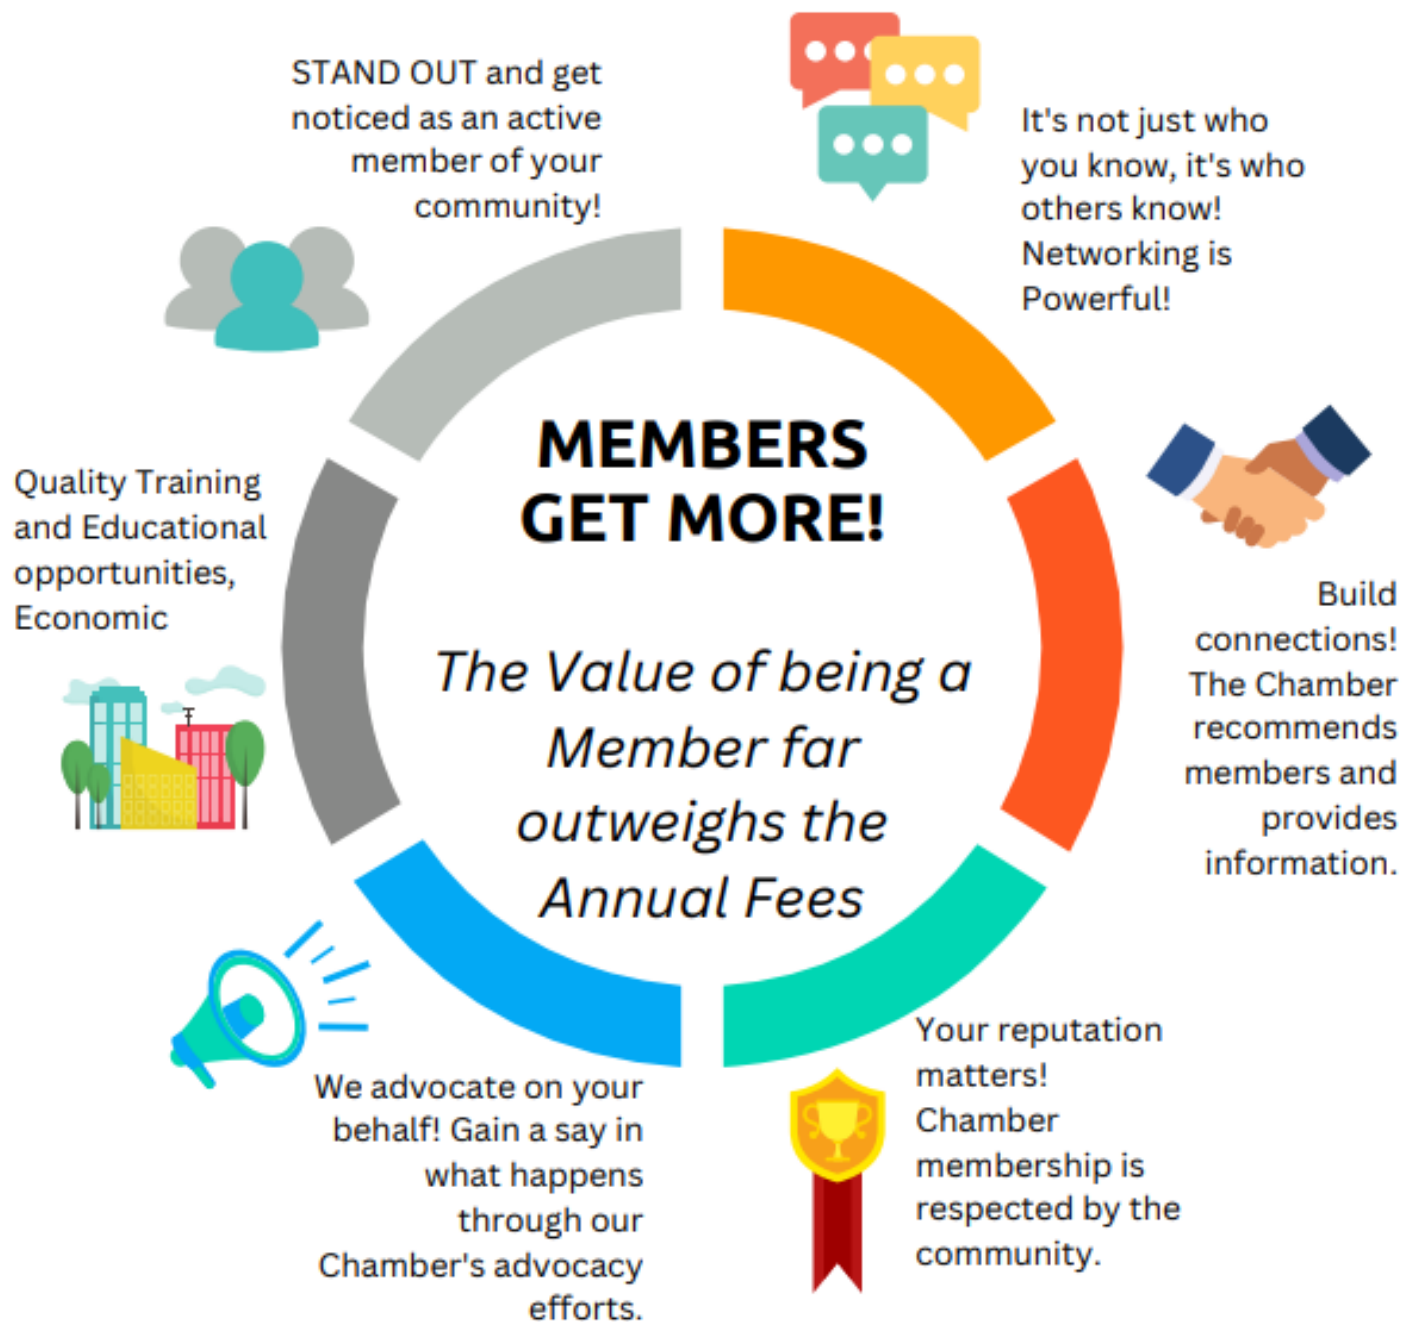 STAND OUT and get
noticed as an active
member of your
community!
It's not just who
you know, it's who
others know!
Networking is
Powerful!
MEMBERS
GET MORE!
The Value of being a
Member far
outweighs the
Annual Fees
Quality Training
and Educational
opportunities,
Economic
Build
connections!
The Chamber
recommends
members and
provides
information.
We advocate on your
behalf! Gain a say in
what happens
through our
Chamber's advocacy
efforts.
Your reputation
matters!
Chamber
membership is
respected by the
community.